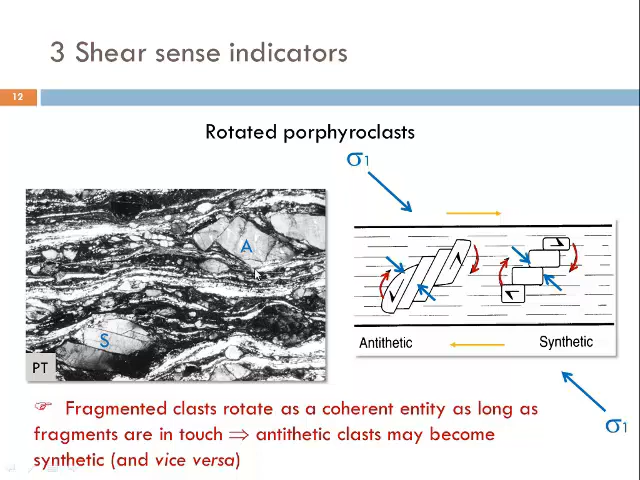 3 Shear sense indicators
12
Rotated porphyroclasts
σ1
A
S
PT
Antithetic
Synthetic
σ1
☞ Fragmented clasts rotate as a coherent entity as long as
fragments are in touch ⇒ antithetic clasts may become
synthetic (and vice versa)